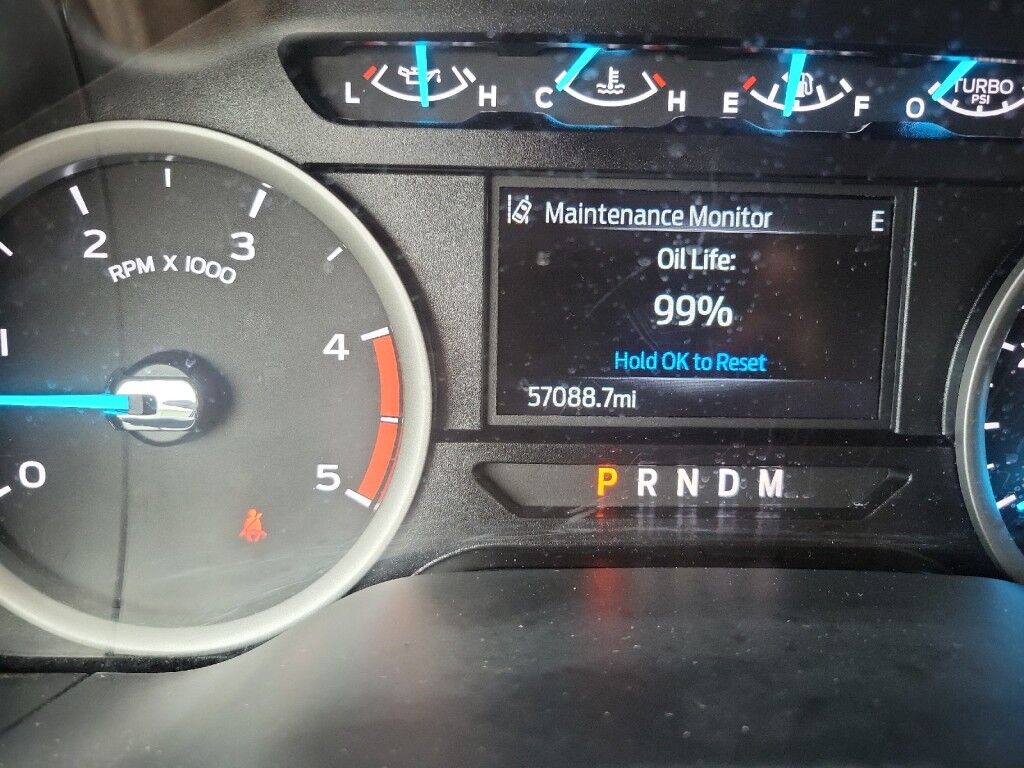 L H C H E F O TURBO
PSI
Maintenance Monitor E
Oil Life:
99%
Hold OK to Reset
57088.7mi
P R N D M
0 1 2 3 4 5
RPM X 1000